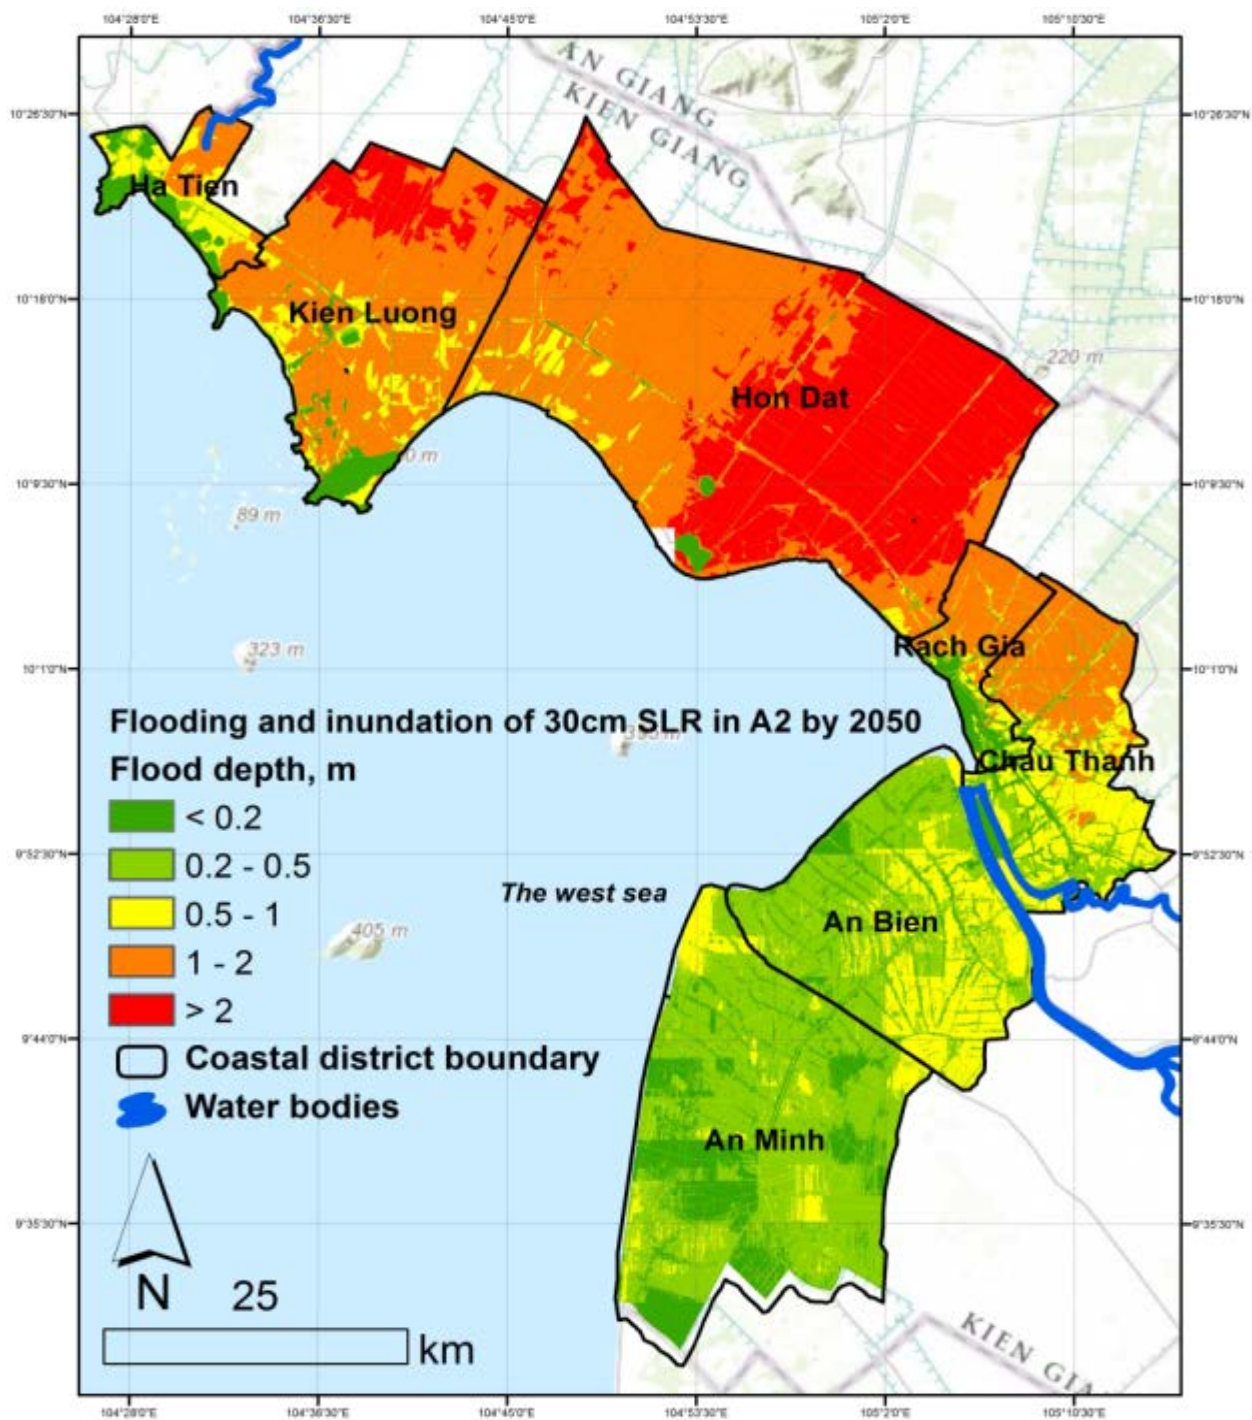 104°28'0"E 104°36'30"E 104°45'0"E 104°53'30"E 105°2'0"E 105°10'30"E
AN GIANG
KIEN GIANG
10°26'30"N 10°26'30"N
Ha Tien
10°18'0"N 10°18'0"N
Kien Luong
220 m
Hon Dat
0 m
10°9'30"N 10°9'30"N
89 m
Rach Gia
323 m
10°1'0"N 10°1'0"N
Flooding and inundation of 30cm SLR in A2 by 2050
Chau Thanh
Flood depth, m
< 0.2
9°52'30"N 9°52'30"N
0.2 - 0.5
The west sea
0.5 - 1
An Bien
405 m
1 - 2
> 2
9°44'0"N 9°44'0"N
Coastal district boundary
Water bodies
An Minh
9°35'30"N 9°35'30"N
N 25
km
KIEN GIA
104°28'0"E 104°36'30"E 104°45'0"E 104°53'30"E 105°2'0"E 105°10'30"E